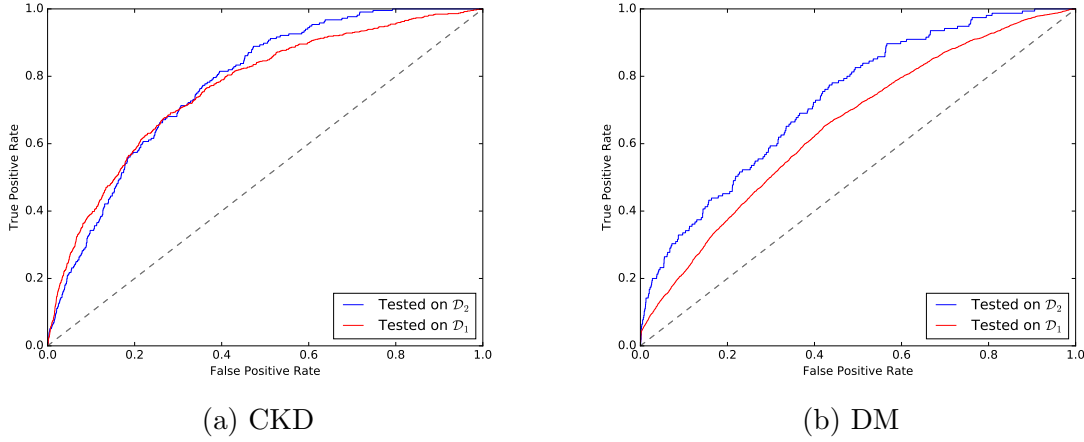 1.0
0.8
0.6
0.4
0.2
0.0
True Positive Rate
0.0 0.2 0.4 0.6 0.8 1.0
False Positive Rate
Tested on 𝒟₂
Tested on 𝒟₁
(a) CKD
1.0
0.8
0.6
0.4
0.2
0.0
True Positive Rate
0.0 0.2 0.4 0.6 0.8 1.0
False Positive Rate
Tested on 𝒟₂
Tested on 𝒟₁
(b) DM